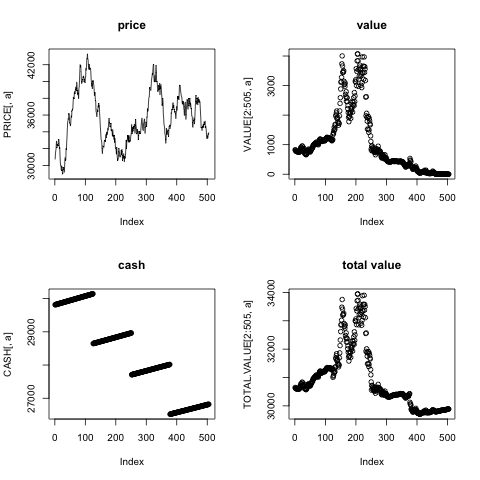 price
PRICE[, a]
30000 36000 42000
0 100 200 300 400 500
Index
value
VALUE[2:505, a]
0 1000 3000
0 100 200 300 400 500
Index
cash
CASH[, a]
27000 29000
0 100 200 300 400 500
Index
total value
TOTAL.VALUE[2:505, a]
30000 32000 34000
0 100 200 300 400 500
Index